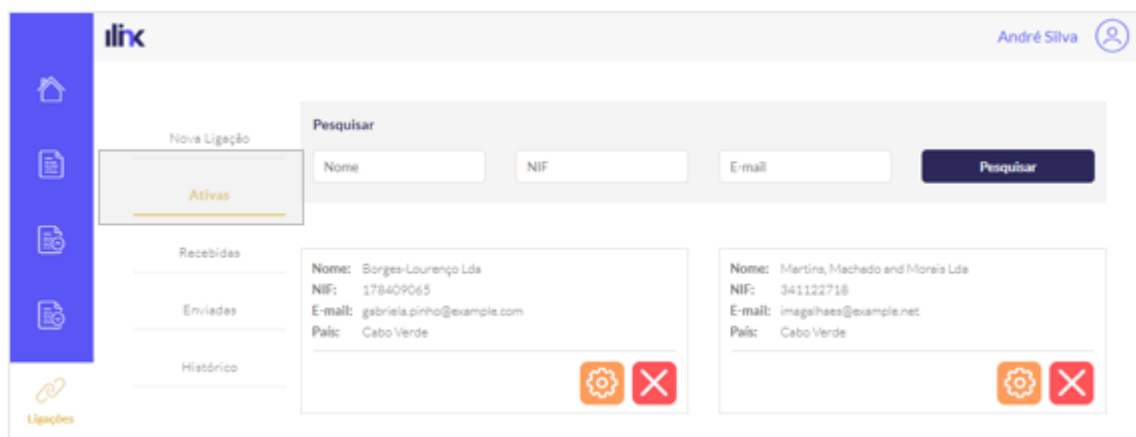 ilink
André Silva
Nova Ligação
Ativas
Recebidas
Enviadas
Histórico
Ligações
Pesquisar
Nome
NIF
E-mail
Pesquisar
Nome: Borges-Lourenço Lda
NIF: 178409065
E-mail: gabriela.pinho@example.com
País: Cabo Verde
Nome: Martins, Machado and Morais Lda
NIF: 341122718
E-mail: imagalhaes@example.net
País: Cabo Verde